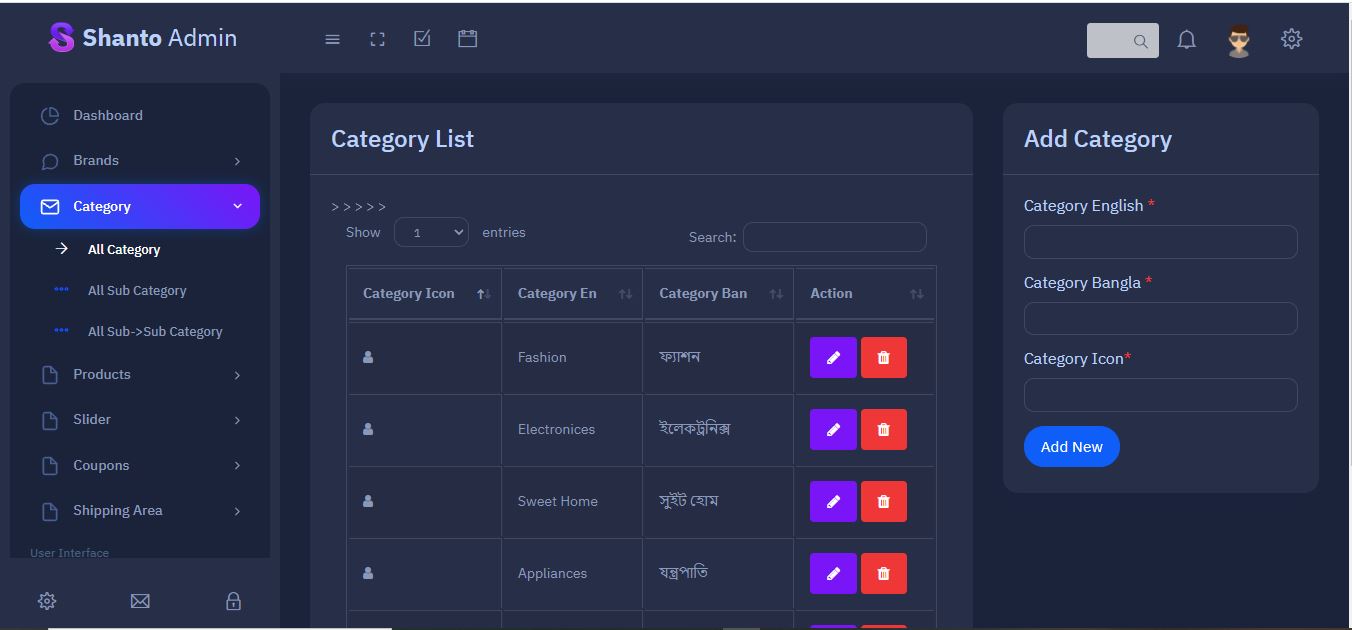 Shanto Admin
Dashboard
Brands
Category
All Category
All Sub Category
All Sub->Sub Category
Products
Slider
Coupons
Shipping Area
User Interface
Category List
> > > > >
Show 1 entries
Search:
Category Icon Category En Category Ban Action
Fashion ফ্যাশন
Electronices ইলেকট্রনিক্স
Sweet Home সুইট হোম
Appliances যন্ত্রপাতি
Add Category
Category English *
Category Bangla *
Category Icon*
Add New